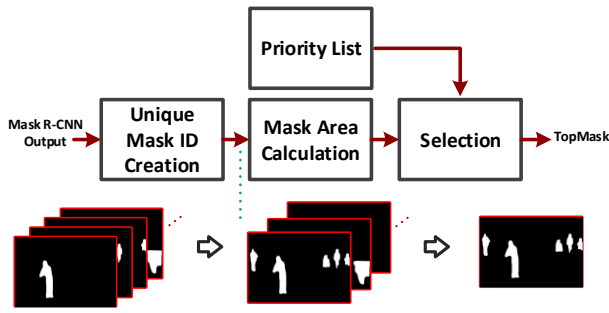 Priority List
Mask R-CNN
Output
Unique
Mask ID
Creation
Mask Area
Calculation
Selection
TopMask